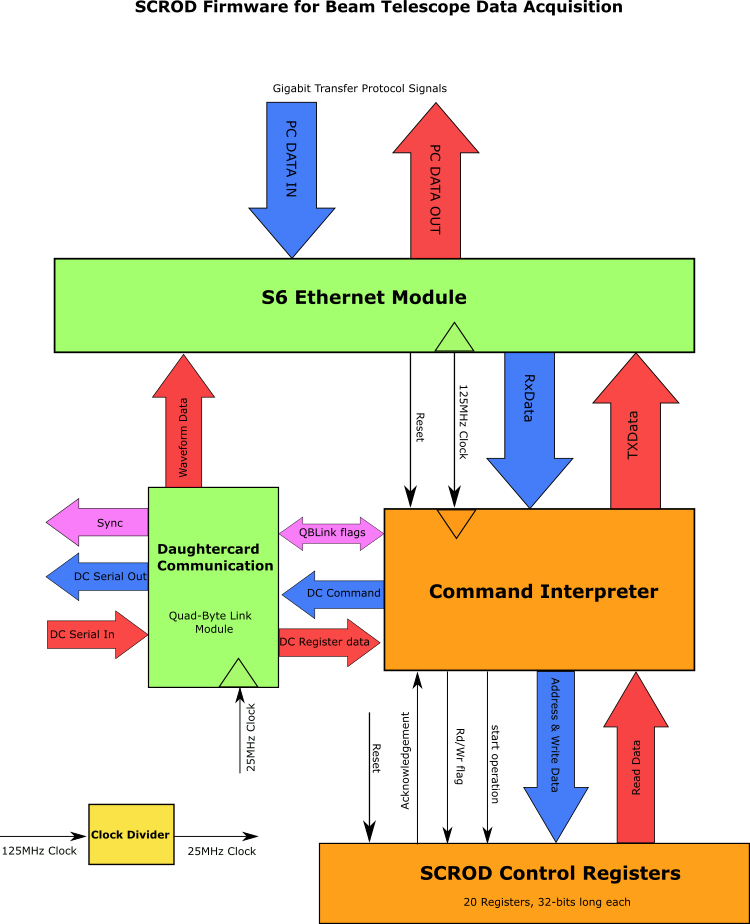 SCROD Firmware for Beam Telescope Data Acquisition
Gigabit Transfer Protocol Signals
PC DATA IN
PC DATA OUT
S6 Ethernet Module
Waveform Data
Reset
125MHz Clock
RxData
TXData
Sync
DC Serial Out
DC Serial In
Daughtercard
Communication
Quad-Byte Link
Module
25MHz Clock
QBLink flags
DC Command
DC Register data
Command Interpreter
Reset
Acknowledgement
Rd/Wr flag
start operation
Address & Write Data
Read Data
125MHz Clock
Clock Divider
25MHz Clock
SCROD Control Registers
20 Registers, 32-bits long each